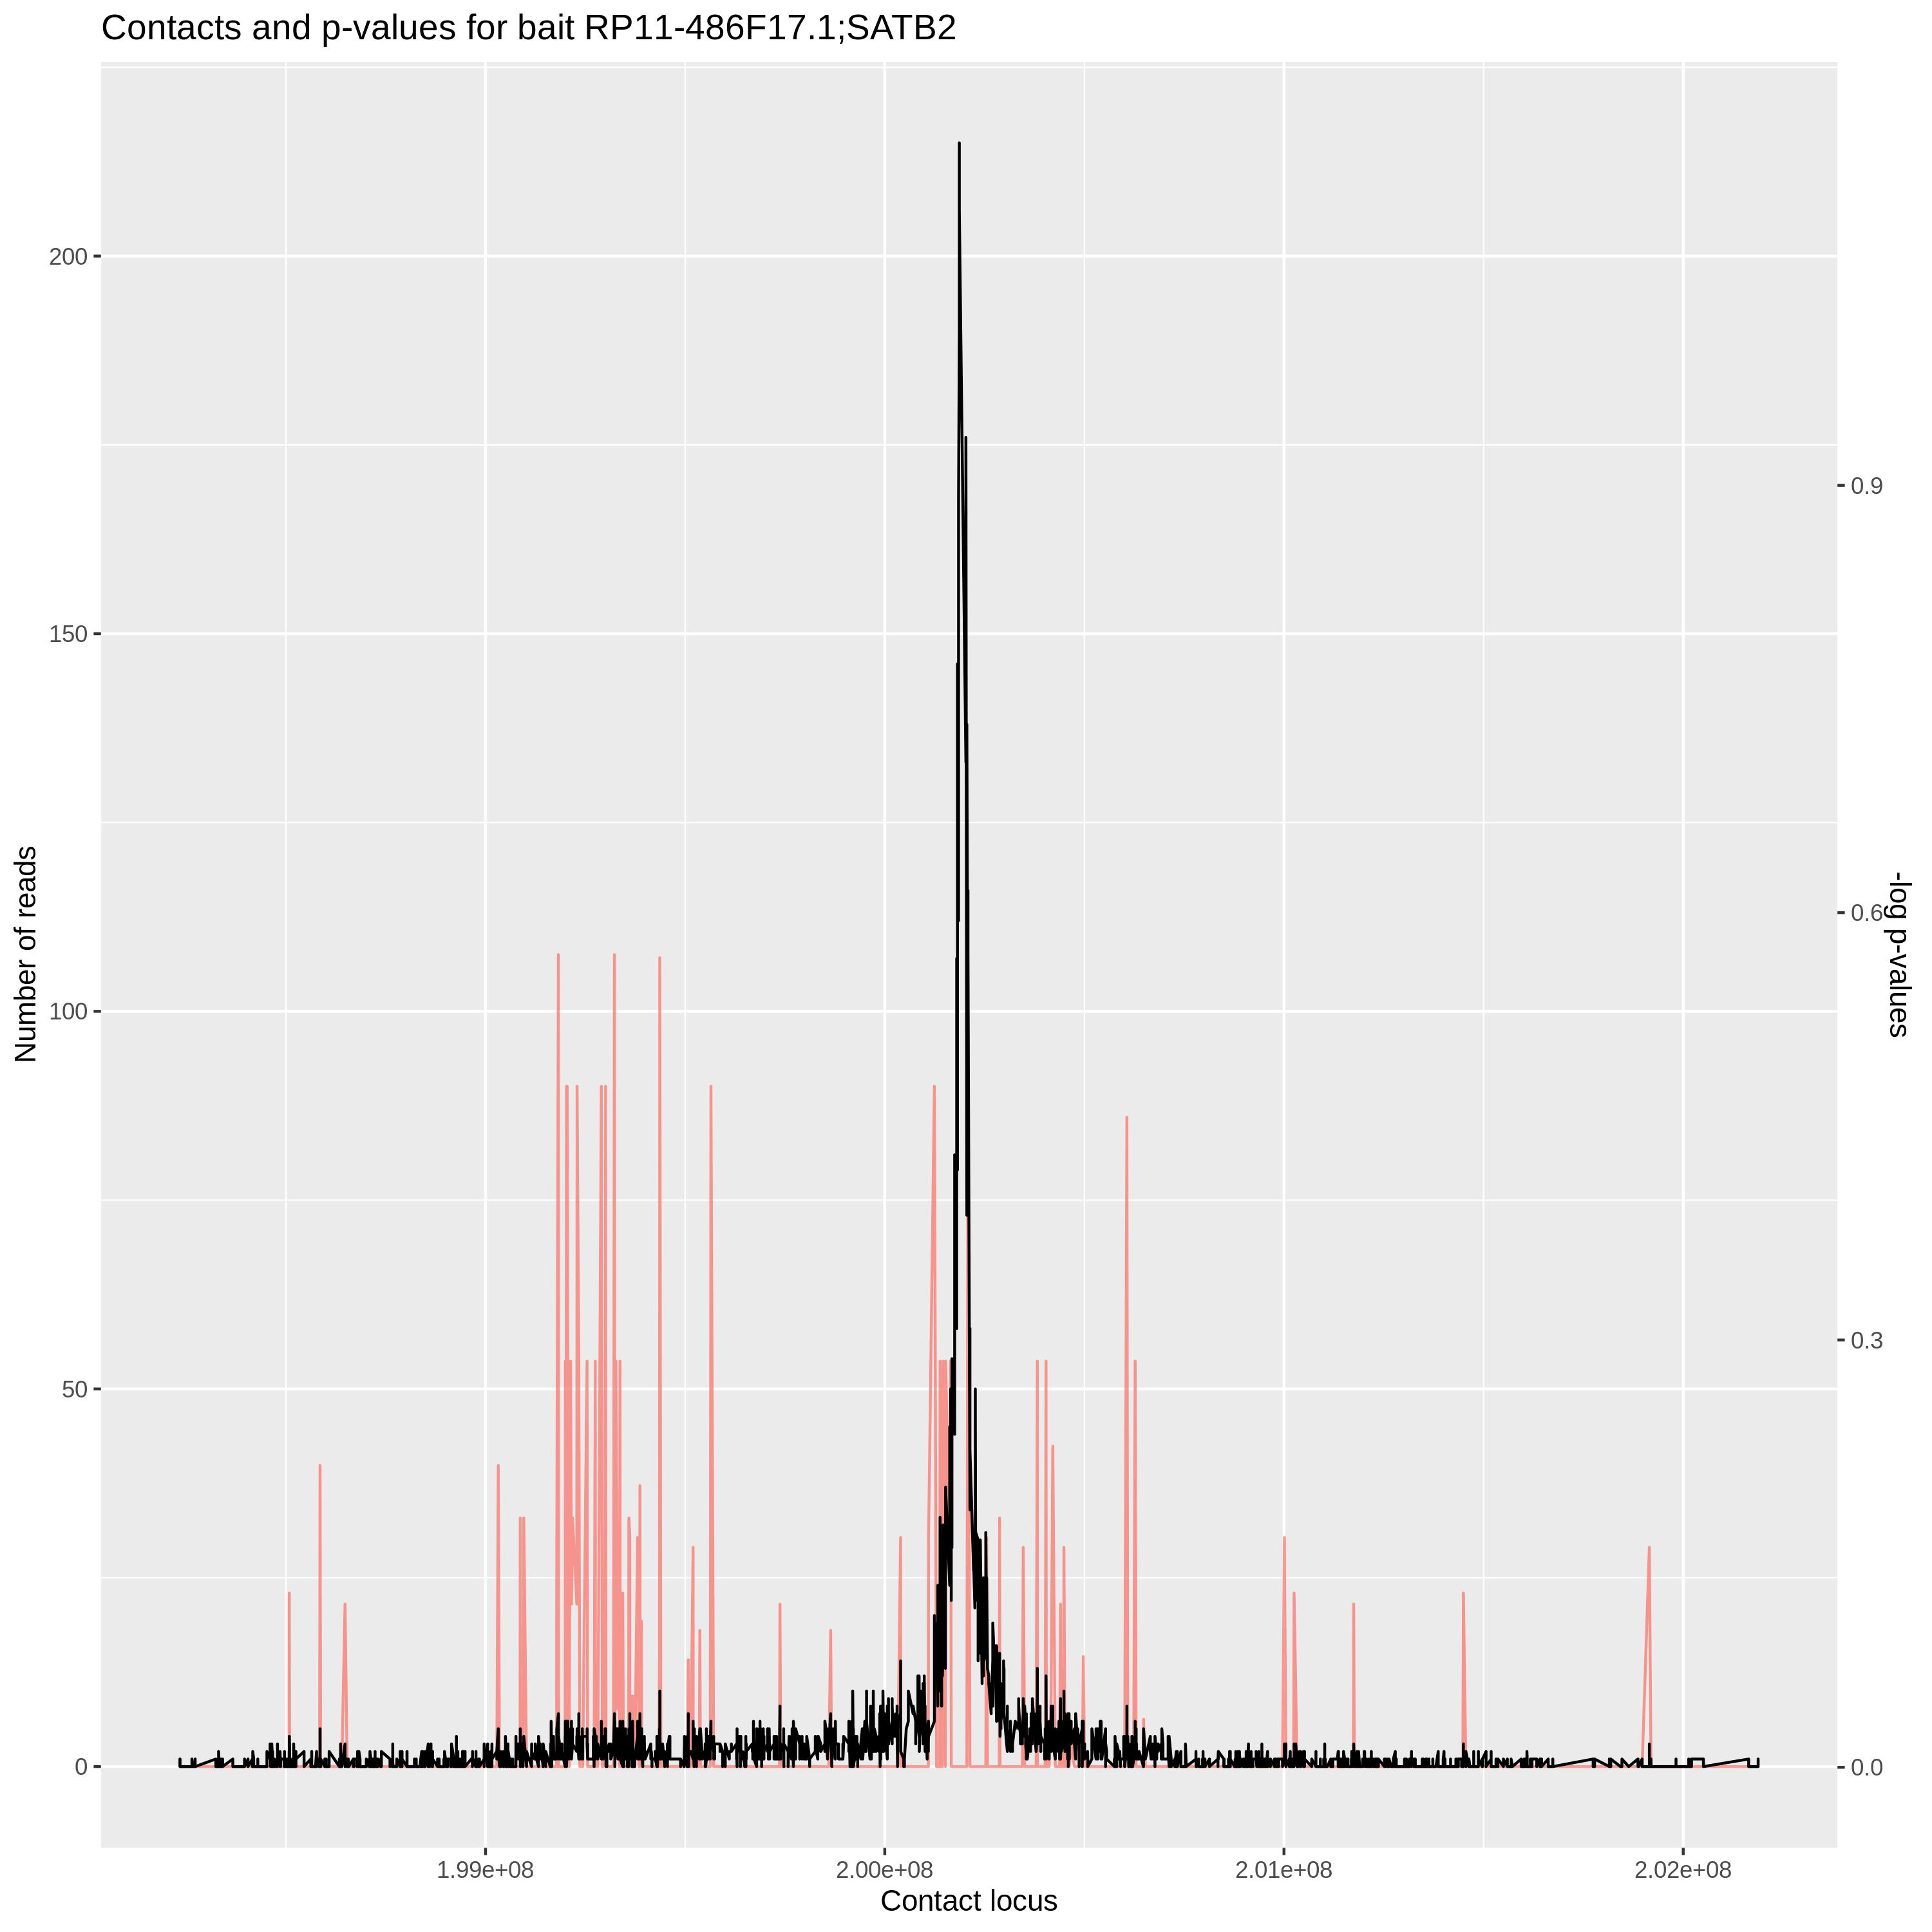 Contacts and p-values for bait RP11-486F17.1;SATB2
200
150
100
50
0
Number of reads
0.9
0.6
0.3
0.0
-log p-values
1.99e+08 2.00e+08 2.01e+08 2.02e+08
Contact locus